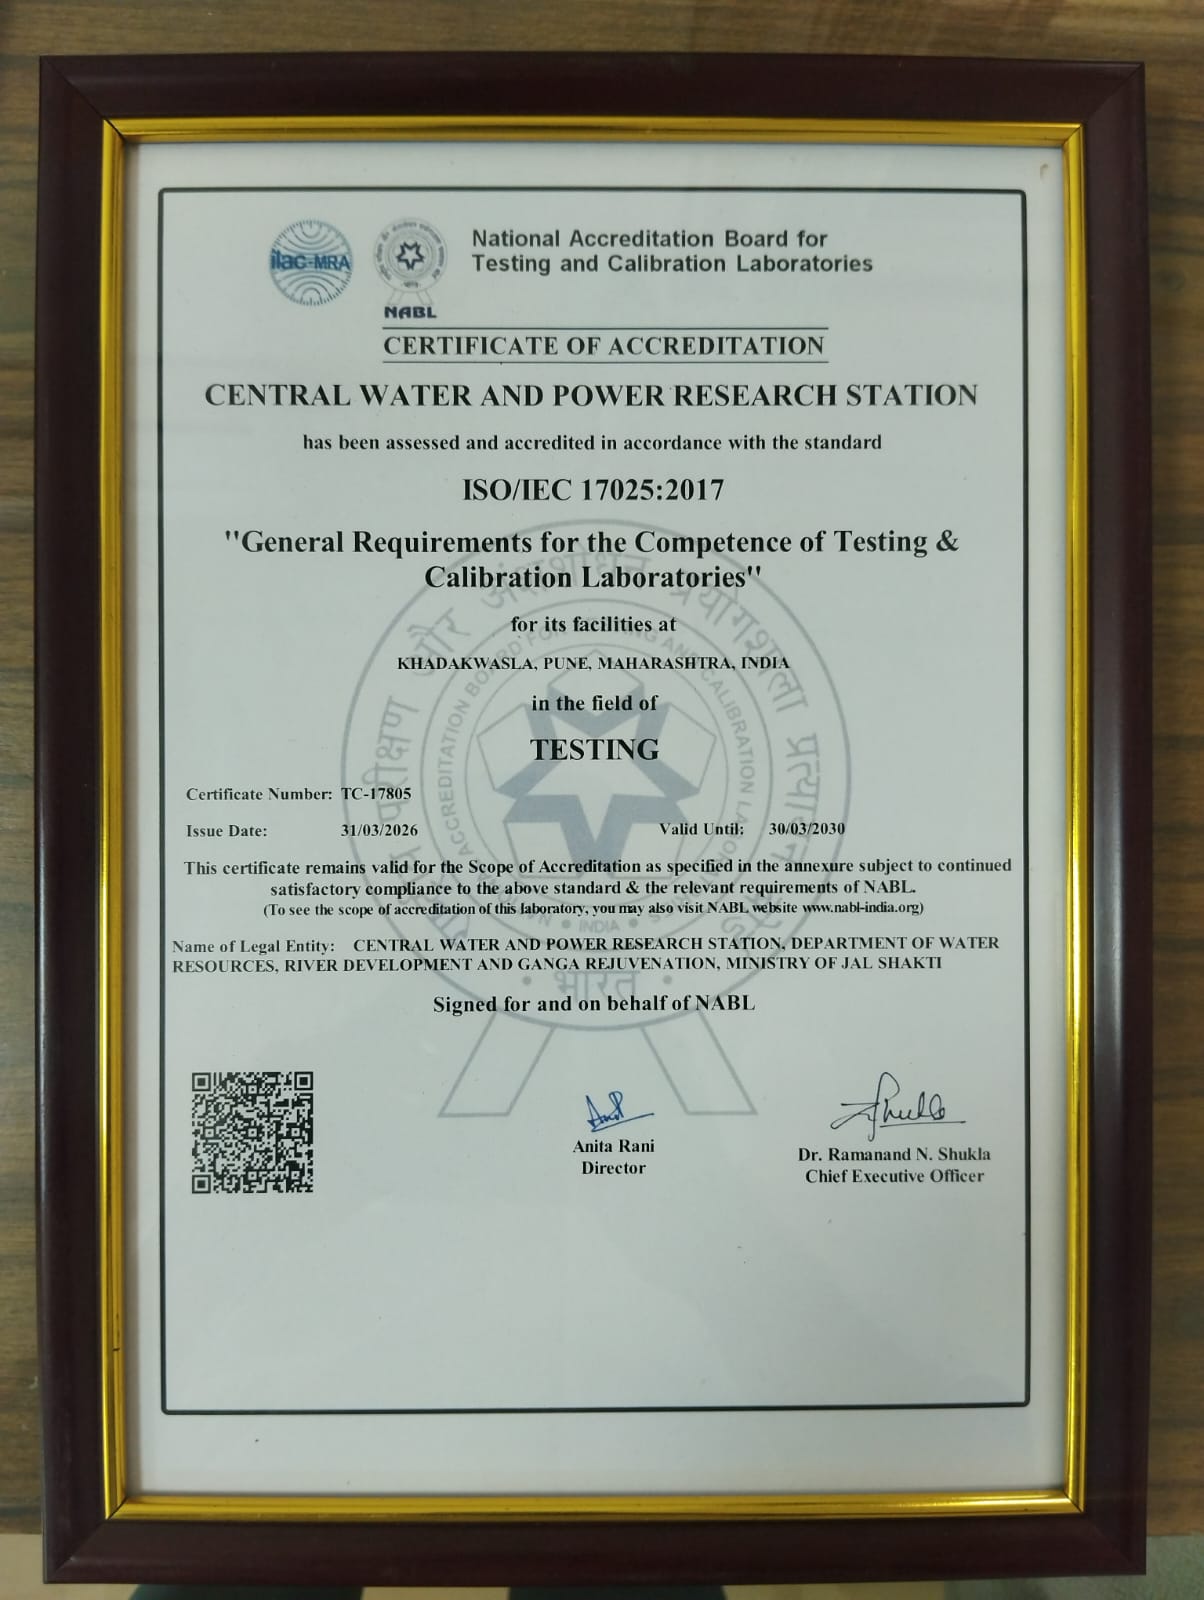 ilac-MRA
NABL
National Accreditation Board for
Testing and Calibration Laboratories
CERTIFICATE OF ACCREDITATION
CENTRAL WATER AND POWER RESEARCH STATION
has been assessed and accredited in accordance with the standard
ISO/IEC 17025:2017
"General Requirements for the Competence of Testing &
Calibration Laboratories"
for its facilities at
KHADAKWASLA, PUNE, MAHARASHTRA, INDIA
in the field of
TESTING
Certificate Number: TC-17805
Issue Date: 31/03/2026 Valid Until: 30/03/2030
This certificate remains valid for the Scope of Accreditation as specified in the annexure subject to continued
satisfactory compliance to the above standard & the relevant requirements of NABL.
(To see the scope of accreditation of this laboratory, you may also visit NABL website www.nabl-india.org)
Name of Legal Entity: CENTRAL WATER AND POWER RESEARCH STATION, DEPARTMENT OF WATER
RESOURCES, RIVER DEVELOPMENT AND GANGA REJUVENATION, MINISTRY OF JAL SHAKTI
भारत
Signed for and on behalf of NABL
Anita Rani
Director
Dr. Ramanand N. Shukla
Chief Executive Officer